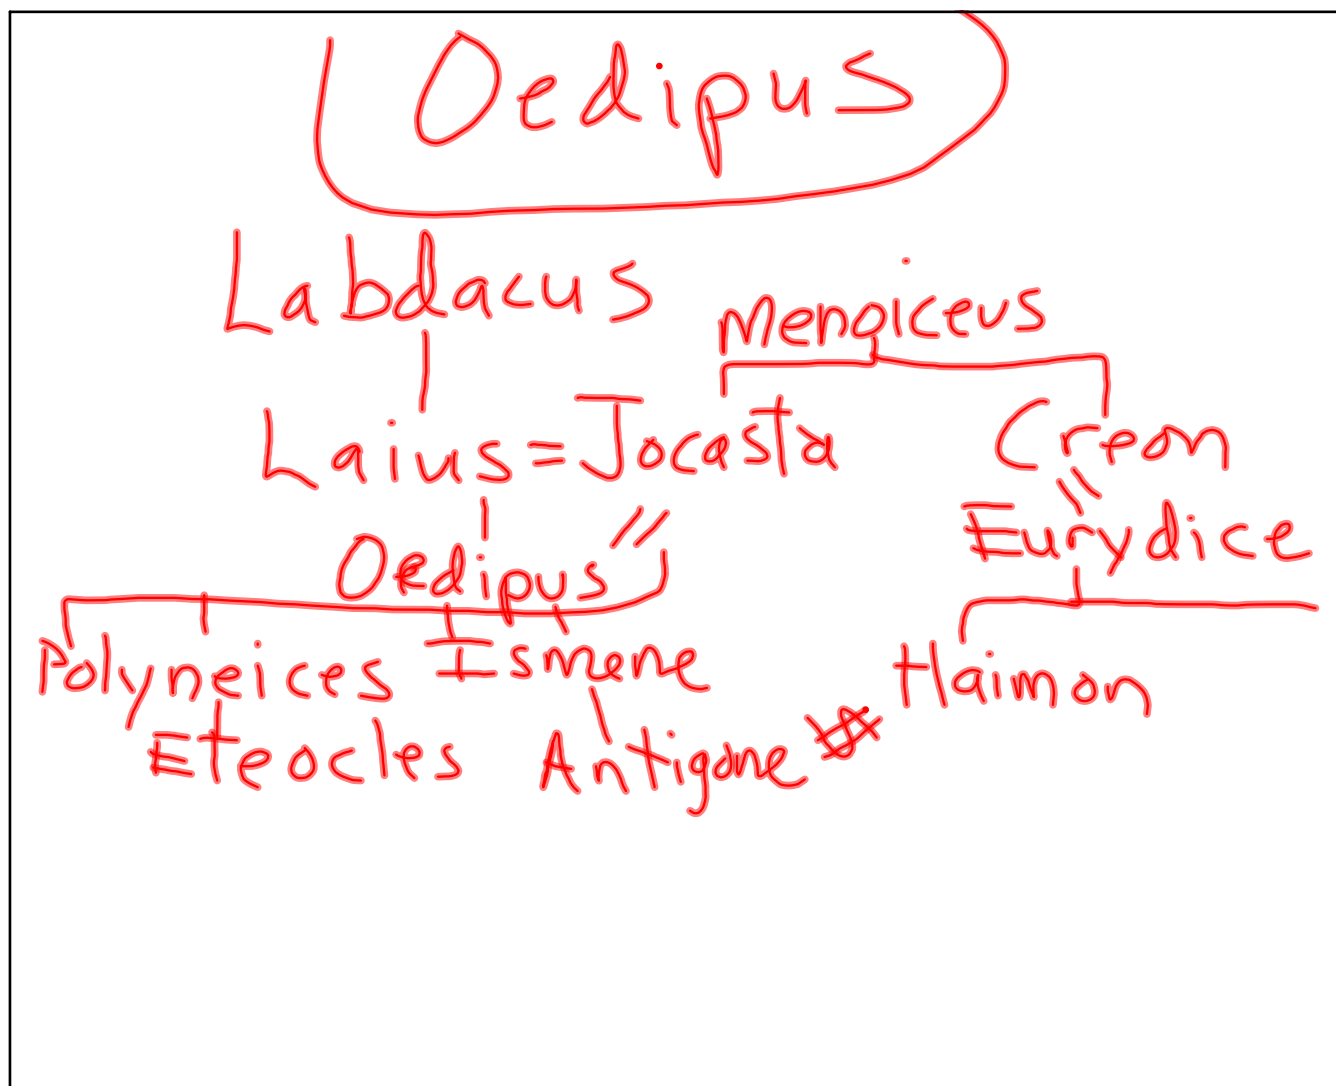 Oedipus
Labdacus Menoiceus
Laius = Jocasta Creon
Oedipus // = Eurydice
Polyneices Ismene Haimon
Eteocles Antigone